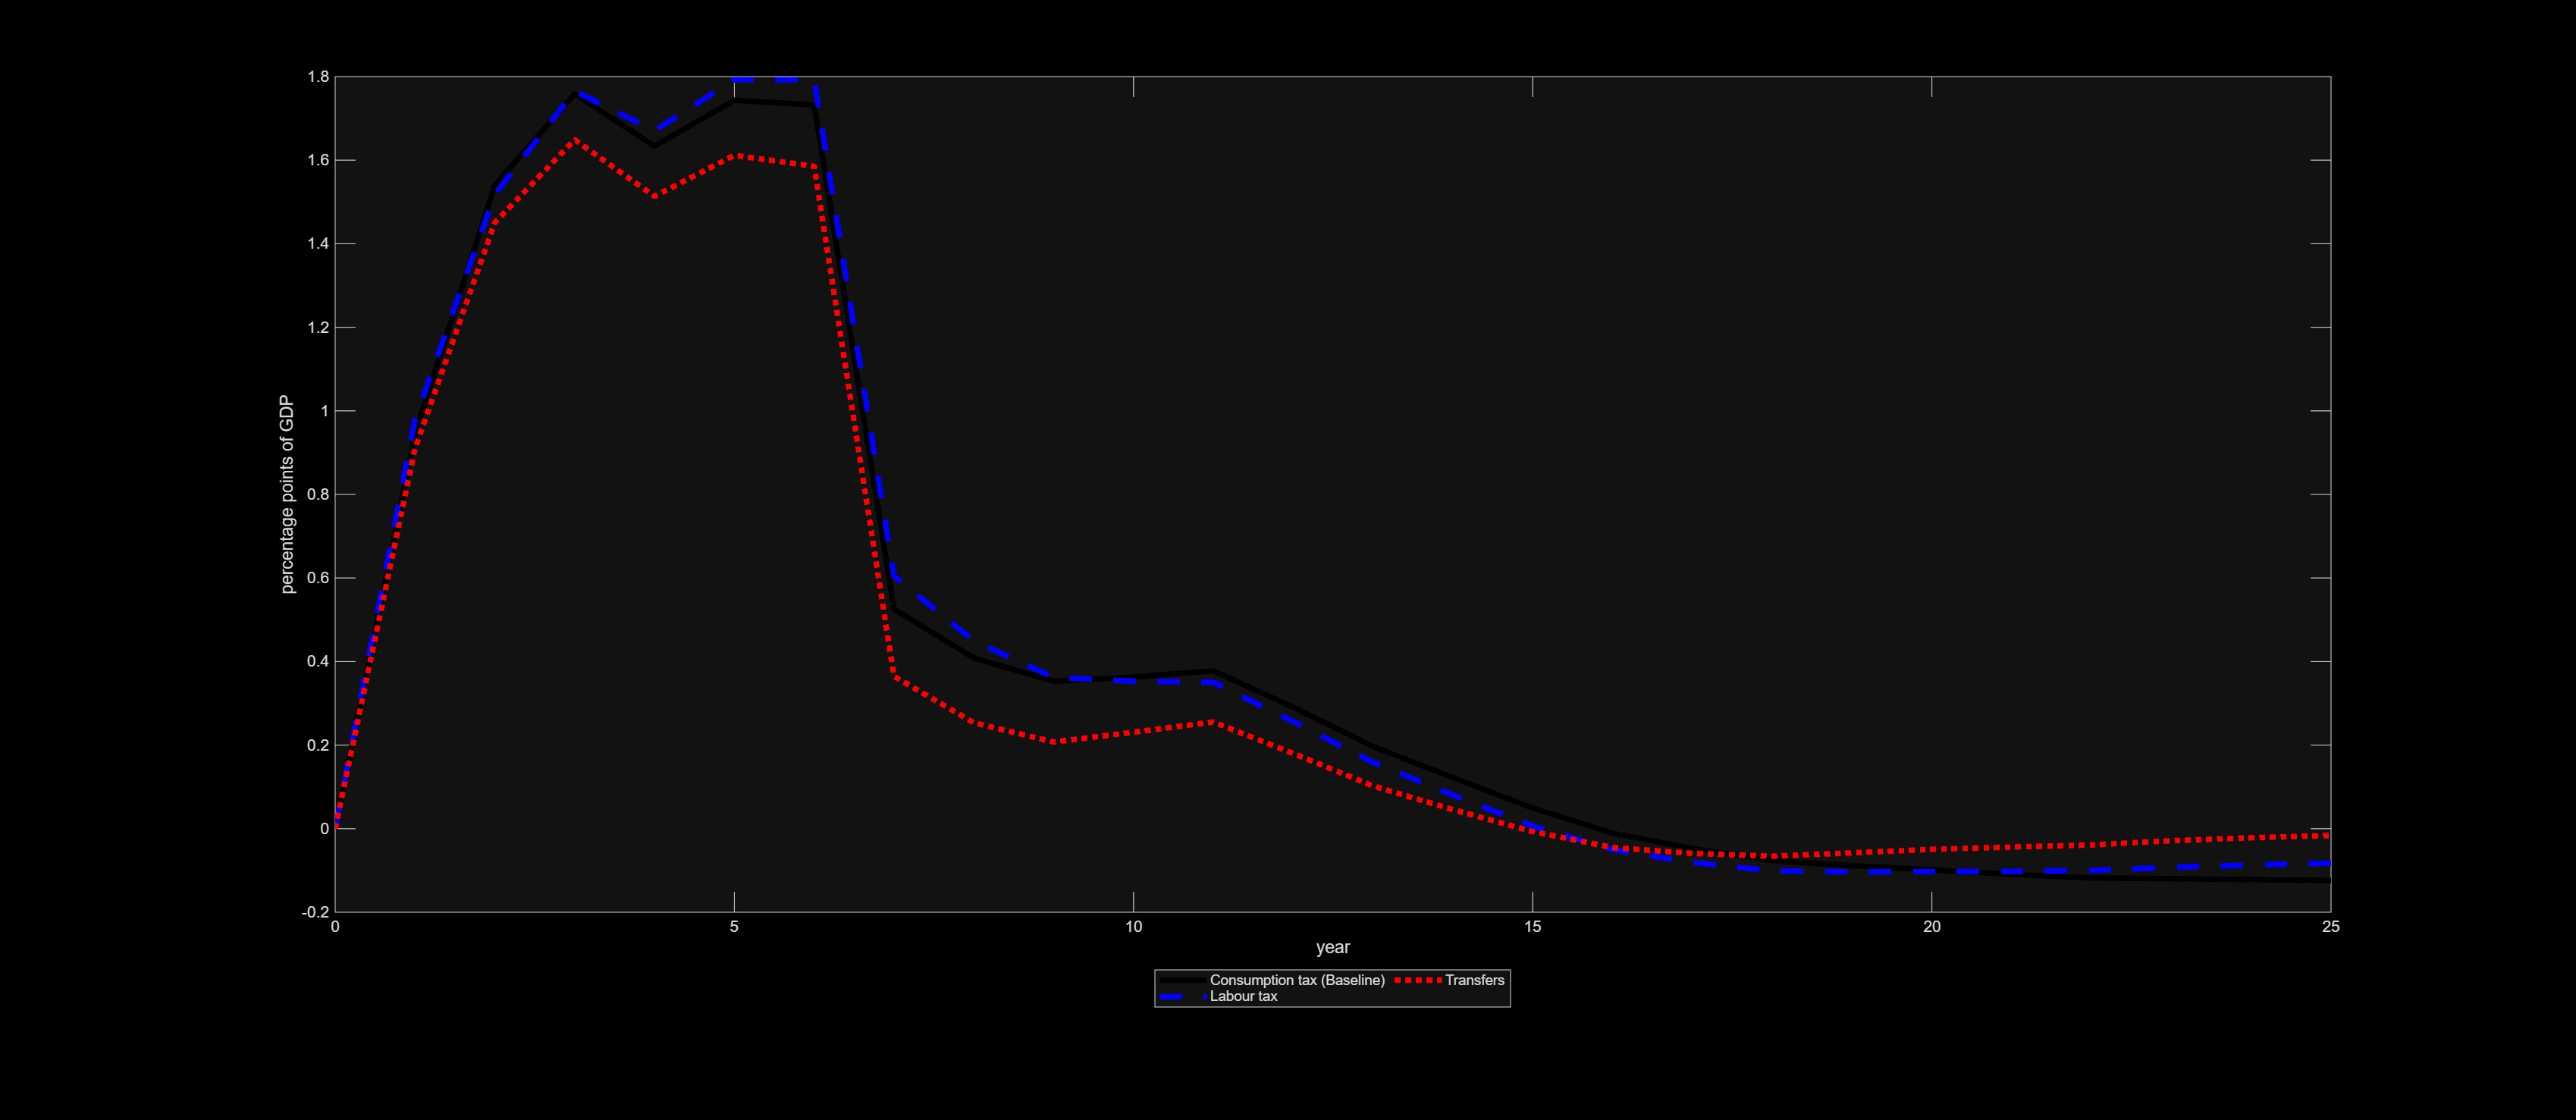 1.8
1.6
1.4
1.2
1
0.8
0.6
0.4
0.2
0
-0.2
percentage points of GDP
0 5 10 15 20 25
year
Consumption tax (Baseline) Transfers
Labour tax